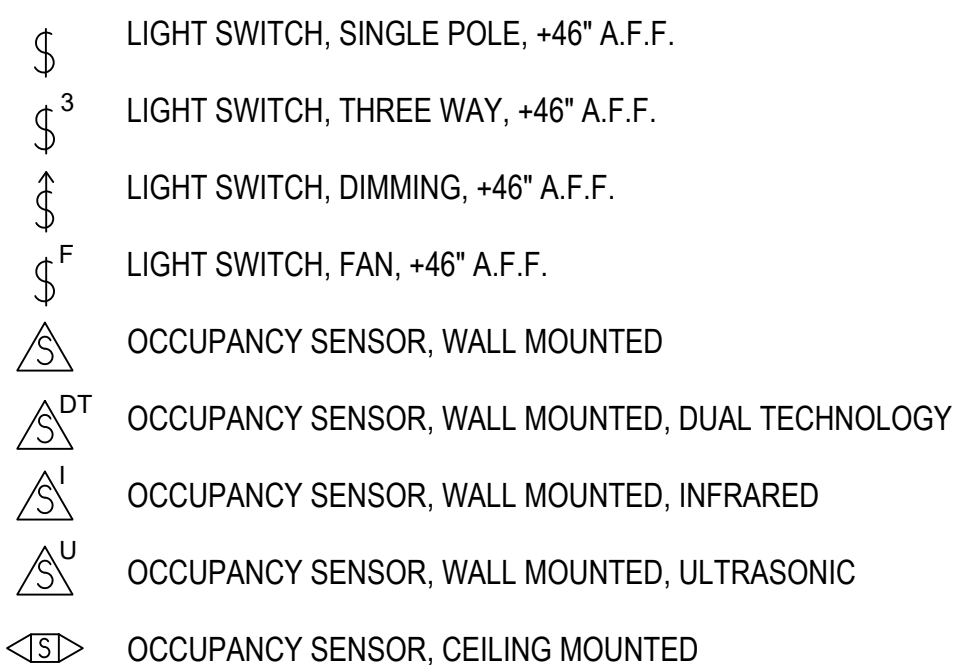 $ LIGHT SWITCH, SINGLE POLE, +46" A.F.F.
$ 3 LIGHT SWITCH, THREE WAY, +46" A.F.F.
$ LIGHT SWITCH, DIMMING, +46" A.F.F.
$ F LIGHT SWITCH, FAN, +46" A.F.F.
S OCCUPANCY SENSOR, WALL MOUNTED
S DT OCCUPANCY SENSOR, WALL MOUNTED, DUAL TECHNOLOGY
S I OCCUPANCY SENSOR, WALL MOUNTED, INFRARED
S U OCCUPANCY SENSOR, WALL MOUNTED, ULTRASONIC
S OCCUPANCY SENSOR, CEILING MOUNTED